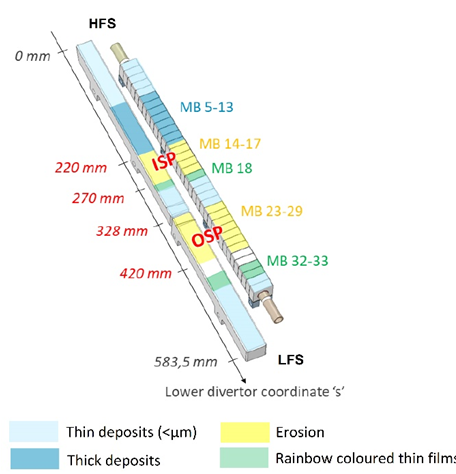 HFS
0 mm
MB 5-13
MB 14-17
ISP
MB 18
220 mm
270 mm
MB 23-29
328 mm
OSP
MB 32-33
420 mm
583,5 mm
LFS
Lower divertor coordinate ‘s’
Thin deposits (<µm)
Erosion
Thick deposits
Rainbow coloured thin films